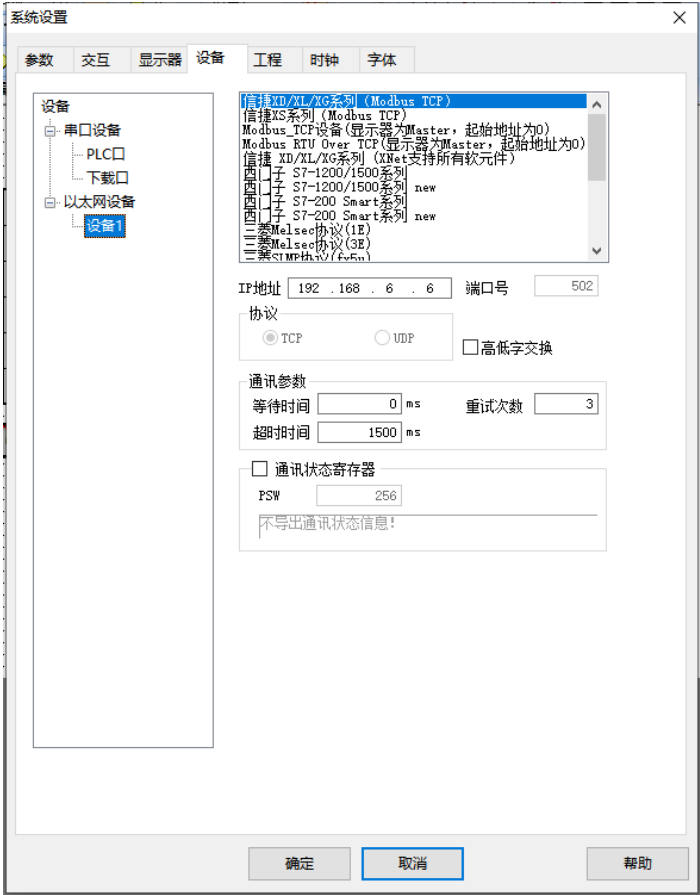 系统设置
参数 交互 显示器 设备 工程 时钟 字体
设备
串口设备
PLC口
下载口
以太网设备
设备1
信捷XD/XL/XG系列 (Modbus TCP)
信捷XS系列 (Modbus TCP)
Modbus_TCP设备(显示器为Master，起始地址为0)
Modbus RTU Over TCP(显示器为Master，起始地址为0)
信捷 XD/XL/XG系列 (XNet支持所有软元件)
西门子 S7-1200/1500系列
西门子 S7-1200/1500系列 new
西门子 S7-200 Smart系列
西门子 S7-200 Smart系列 new
三菱Melsec协议(1E)
三菱Melsec协议(3E)
三菱SLMP协议(fx5u)
IP地址 192 .168 . 6 . 6 端口号 502
协议
TCP UDP
高低字交换
通讯参数
等待时间 0 ms 重试次数 3
超时时间 1500 ms
通讯状态寄存器
PSW 256
不导出通讯状态信息!
确定 取消 帮助